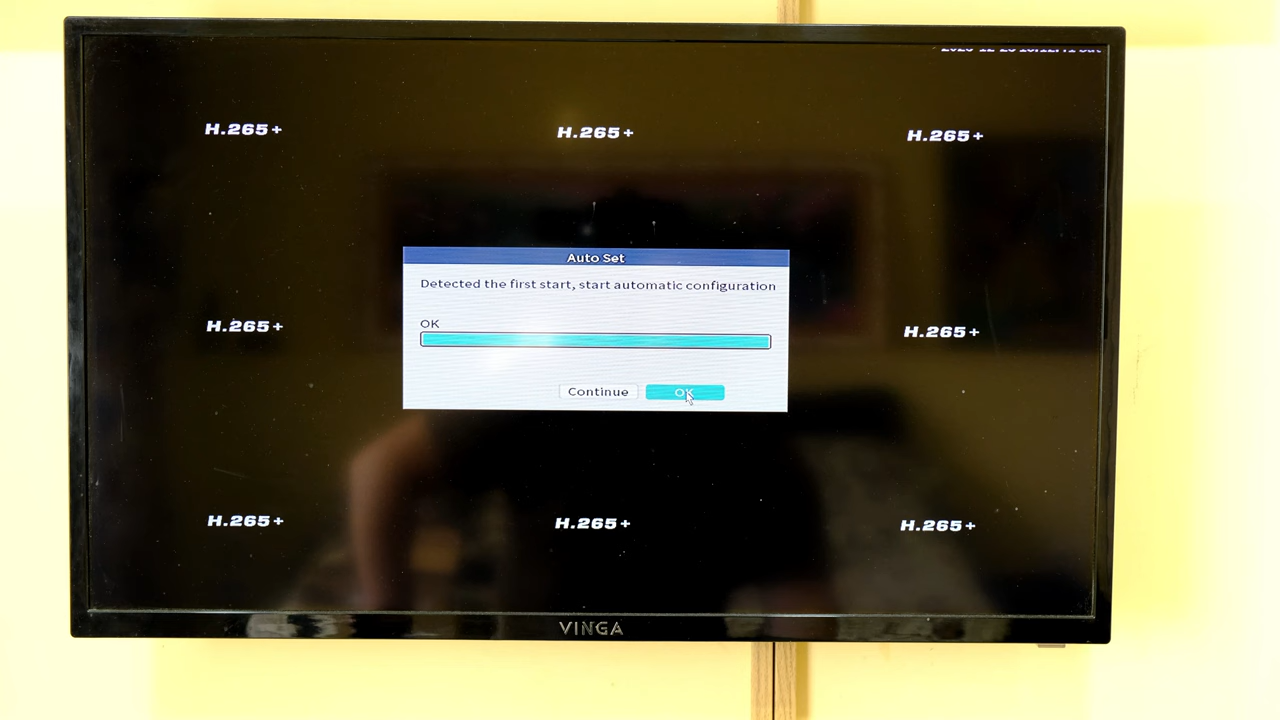 H.265+ H.265+ H.265+
Auto Set
Detected the first start, start automatic configuration
H.265+ H.265+
OK
Continue OK
H.265+ H.265+ H.265+
VINGA